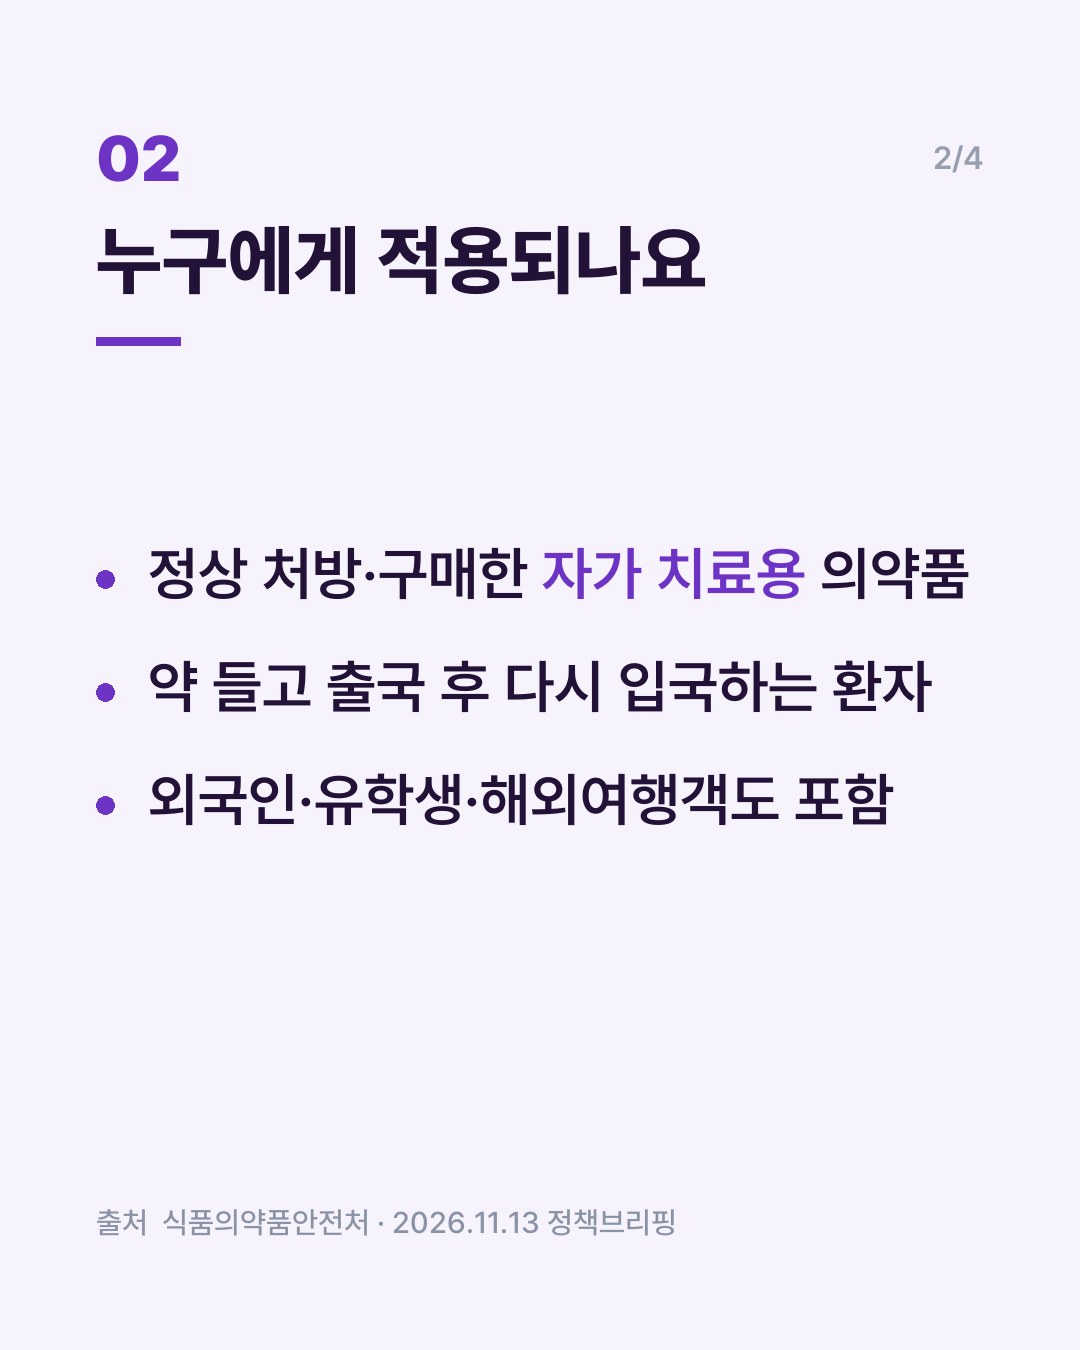 02
2/4
누구에게 적용되나요
• 정상 처방·구매한 자가 치료용 의약품
• 약 들고 출국 후 다시 입국하는 환자
• 외국인·유학생·해외여행객도 포함
출처 식품의약품안전처 · 2026.11.13 정책브리핑